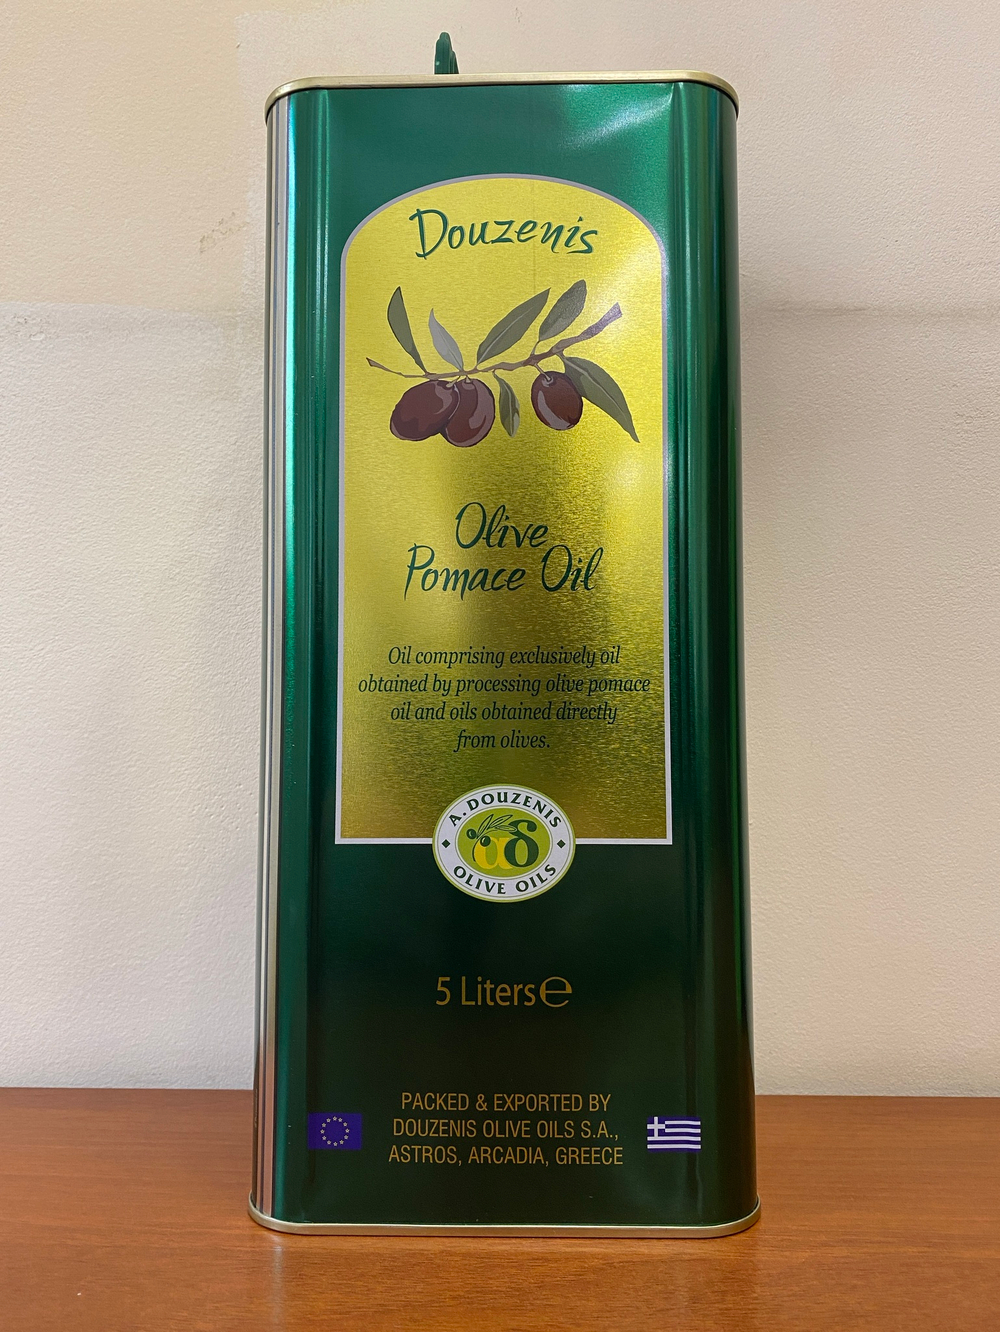 Douzenis
Olive
Pomace Oil
Oil comprising exclusively oil
obtained by processing olive pomace
oil and oils obtained directly
from olives.
A. DOUZENIS
αδ
OLIVE OILS
5 Liters℮
PACKED & EXPORTED BY
DOUZENIS OLIVE OILS S.A.,
ASTROS, ARCADIA, GREECE